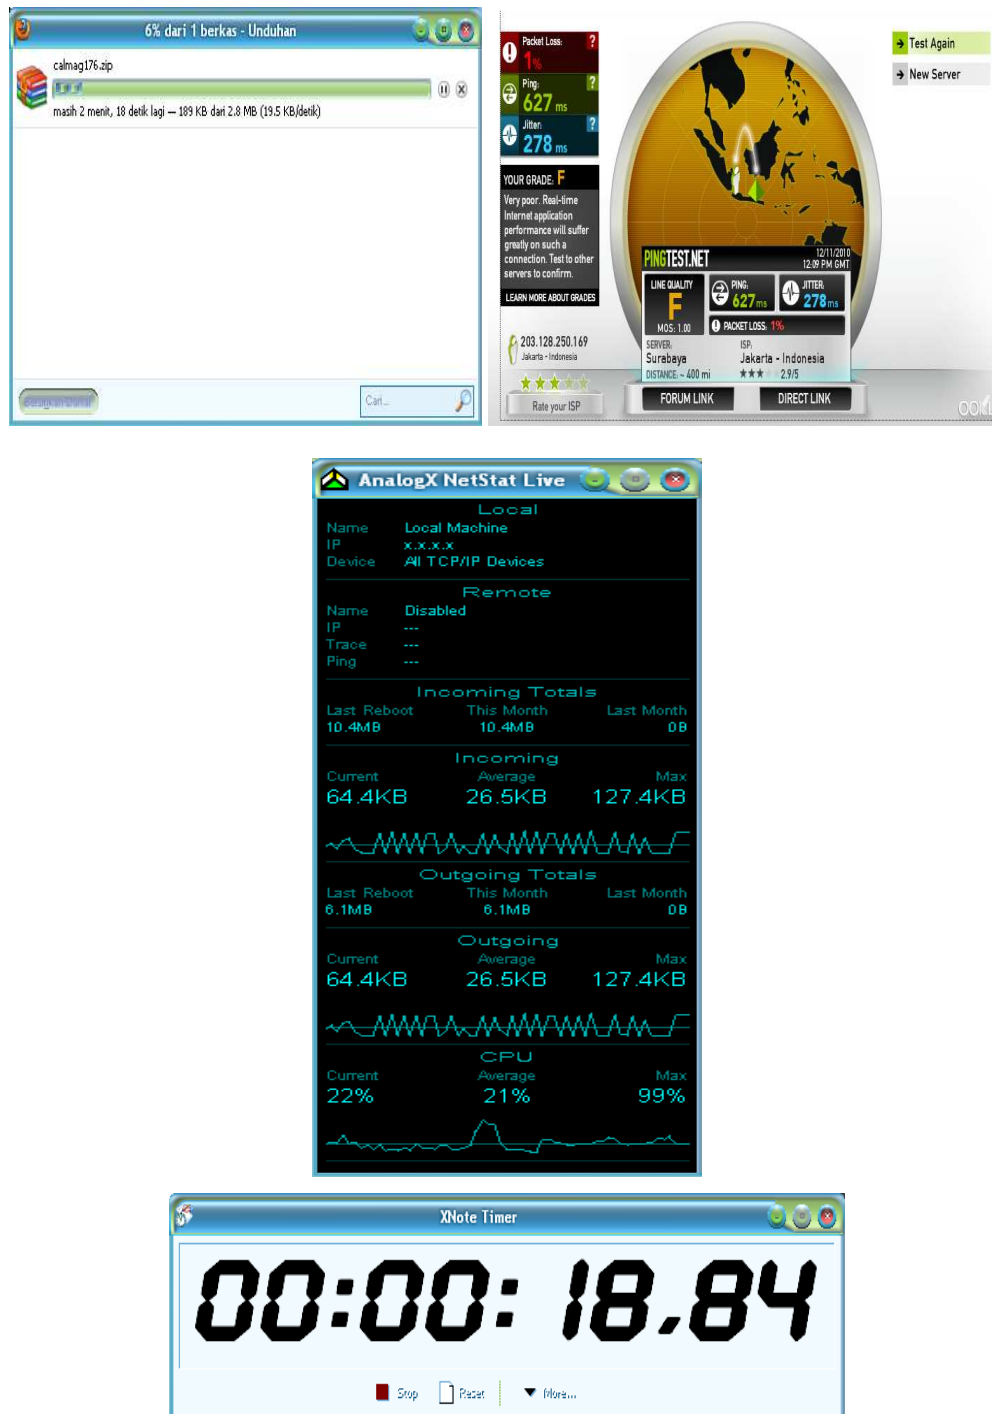 6% dari 1 berkas - Unduhan
calmag176.zip
masih 2 menit, 18 detik lagi — 189 KB dari 2.8 MB (19.5 KB/detik)
Cari...
Packet Loss: ?
1%
Ping: ?
627 ms
Jitter: ?
278 ms
YOUR GRADE: F
Very poor. Real-time
Internet application
performance will suffer
greatly on such a
connection. Test to other
servers to confirm.
LEARN MORE ABOUT GRADES
203.128.250.169
Jakarta - Indonesia
Rate your ISP
Test Again
New Server
PINGTEST.NET
12/11/2010
12:09 PM GMT
LINE QUALITY
F
MOS: 1.00
PING:
627 ms
JITTER:
278 ms
PACKET LOSS: 1%
SERVER:
Surabaya
DISTANCE: ~ 400 mi
ISP:
Jakarta - Indonesia
2.9/5
FORUM LINK
DIRECT LINK
AnalogX NetStat Live
Local
Name Local Machine
IP x.x.x.x
Device All TCP/IP Devices
Remote
Name Disabled
IP ---
Trace ---
Ping ---
Incoming Totals
Last Reboot This Month Last Month
10.4MB 10.4MB 0B
Incoming
Current Average Max
64.4KB 26.5KB 127.4KB
Outgoing Totals
Last Reboot This Month Last Month
6.1MB 6.1MB 0B
Outgoing
Current Average Max
64.4KB 26.5KB 127.4KB
CPU
Current Average Max
22% 21% 99%
XNote Timer
00:00:18,84
Stop Reset More...